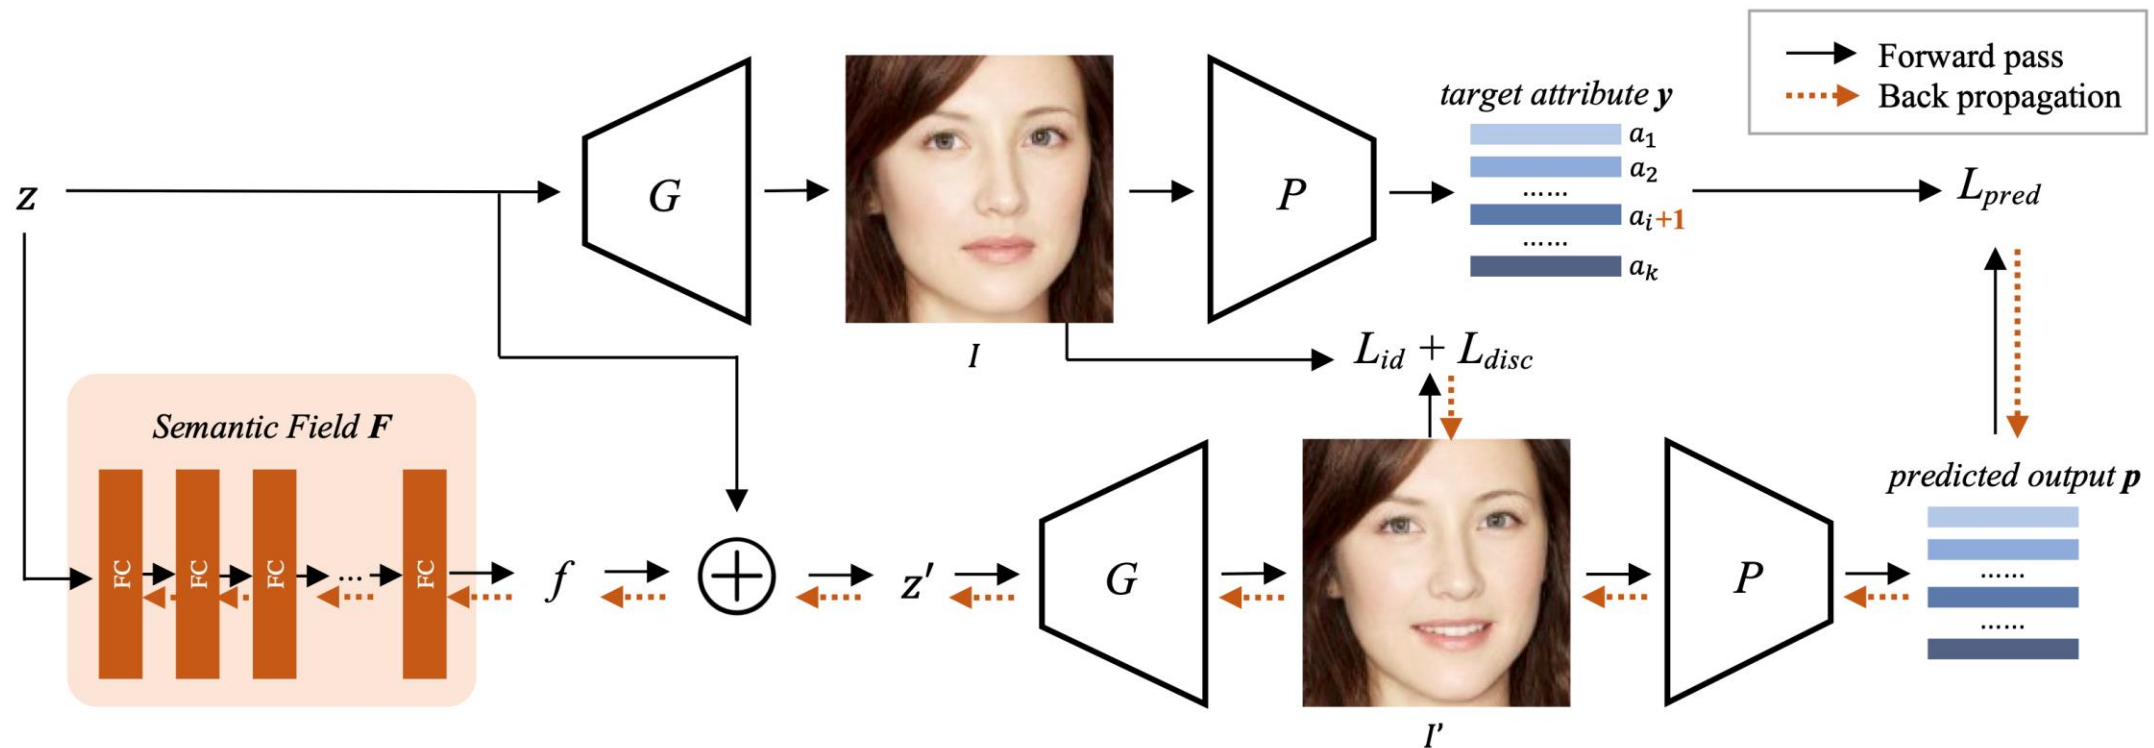 Forward pass
Back propagation
target attribute y
a1
a2
......
ai+1
......
ak
z
G
I
P
Lpred
Lid + Ldisc
Semantic Field F
FC
FC
FC
...
FC
f
z'
G
I'
P
predicted output p
......
......